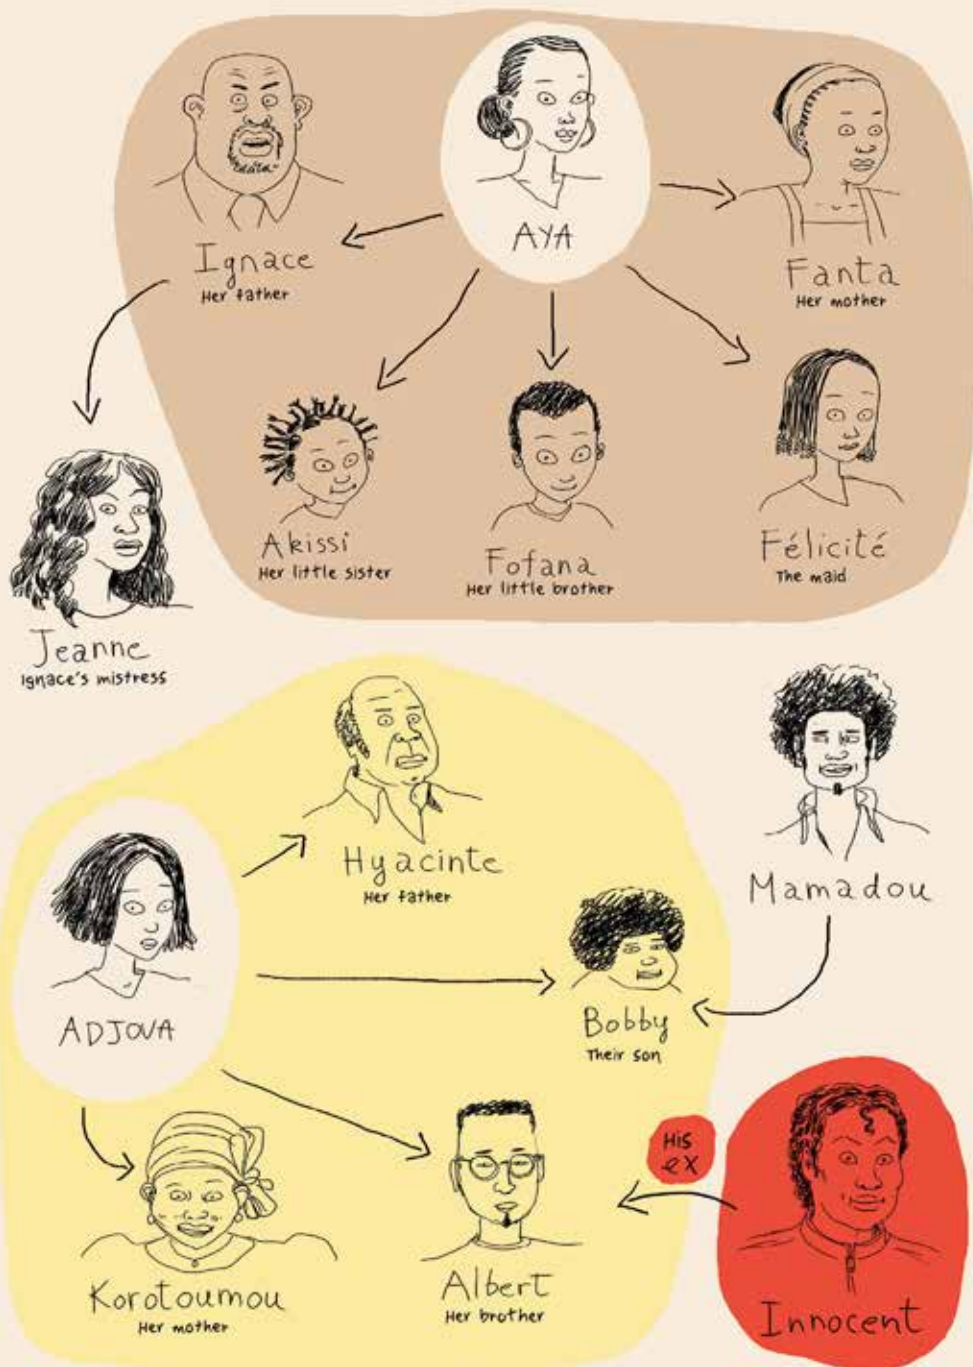 AYA
Ignace
Her father
Fanta
Her mother
Akissi
Her little sister
Fofana
Her little brother
Félicité
The maid
Jeanne
Ignace's mistress
Hyacinte
Her father
Mamadou
ADJOUA
Bobby
Their son
His
ex
Korotoumou
Her mother
Albert
Her brother
Innocent